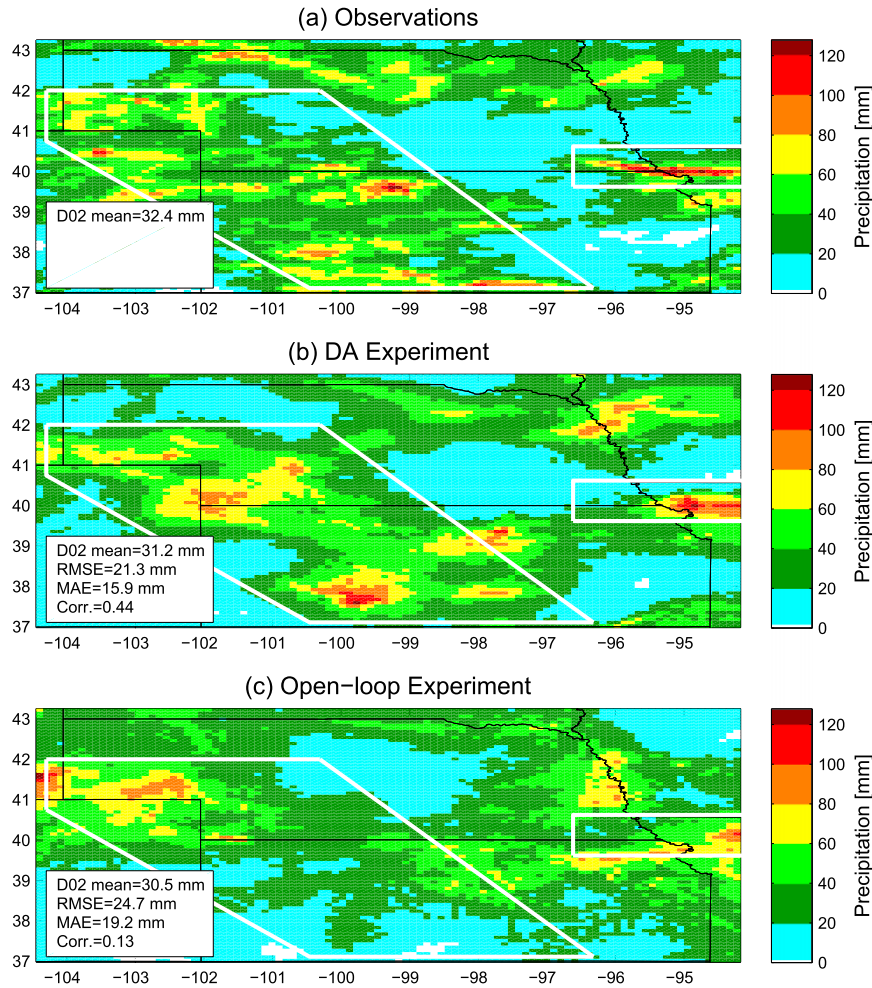 (a) Observations
43
42
41
40
39
38
37
D02 mean=32.4 mm
−104 −103 −102 −101 −100 −99 −98 −97 −96 −95
120
100
80
60
40
20
0
Precipitation [mm]
(b) DA Experiment
43
42
41
40
39
38
37
D02 mean=31.2 mm
RMSE=21.3 mm
MAE=15.9 mm
Corr.=0.44
−104 −103 −102 −101 −100 −99 −98 −97 −96 −95
120
100
80
60
40
20
0
Precipitation [mm]
(c) Open−loop Experiment
43
42
41
40
39
38
37
D02 mean=30.5 mm
RMSE=24.7 mm
MAE=19.2 mm
Corr.=0.13
−104 −103 −102 −101 −100 −99 −98 −97 −96 −95
120
100
80
60
40
20
0
Precipitation [mm]